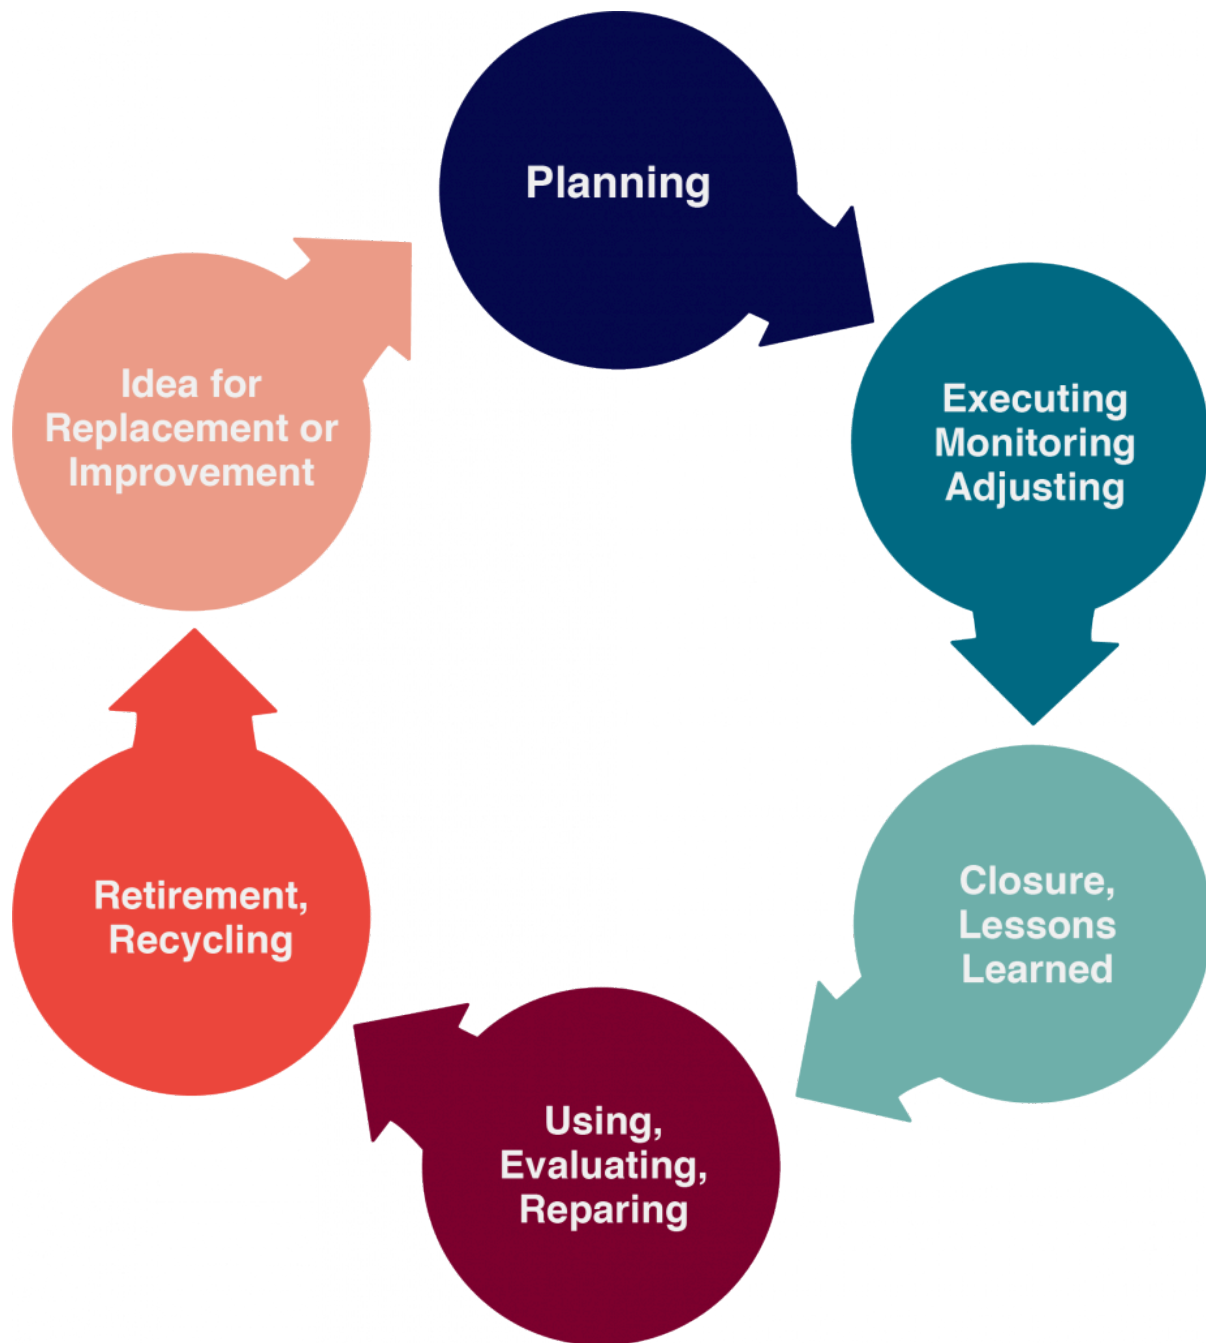 Planning
Executing
Monitoring
Adjusting
Closure,
Lessons
Learned
Using,
Evaluating,
Reparing
Retirement,
Recycling
Idea for
Replacement or
Improvement